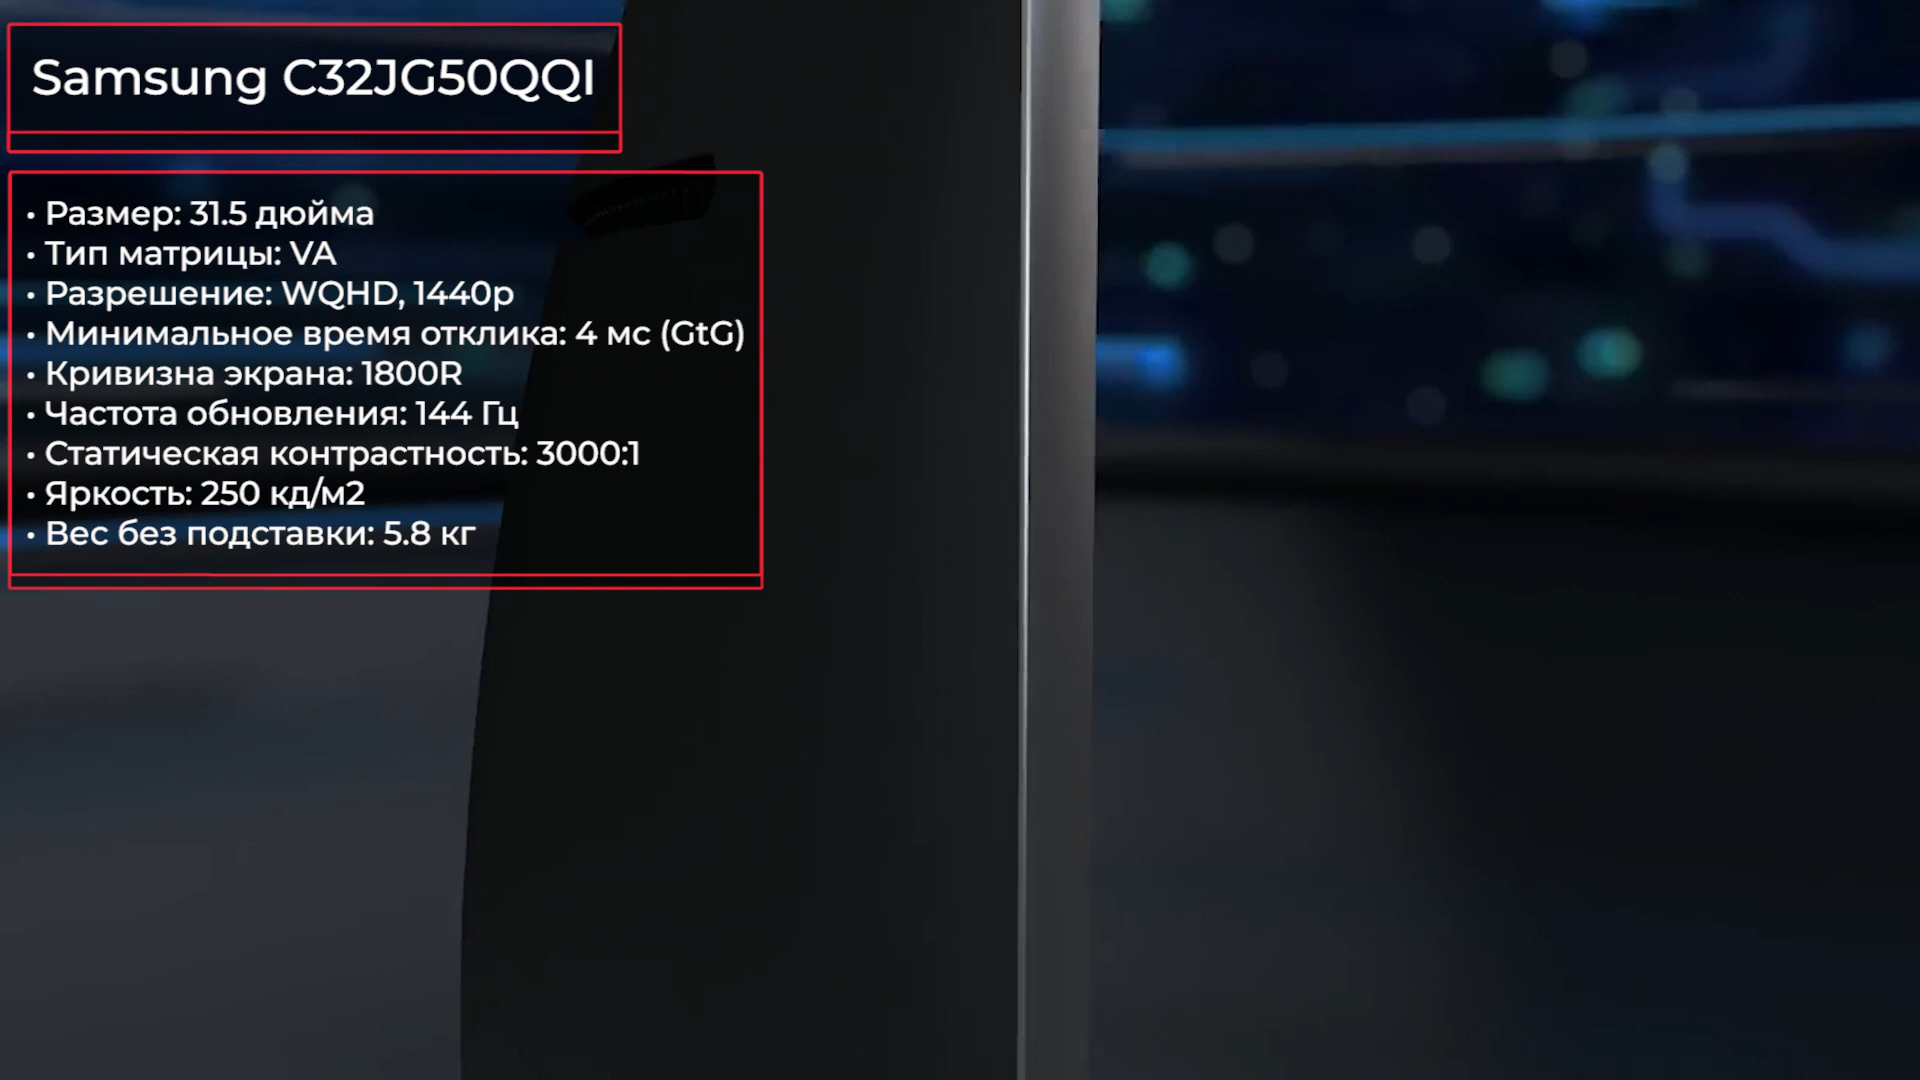 Samsung C32JG50QQI
• Размер: 31.5 дюйма
• Тип матрицы: VA
• Разрешение: WQHD, 1440p
• Минимальное время отклика: 4 мс (GtG)
• Кривизна экрана: 1800R
• Частота обновления: 144 Гц
• Статическая контрастность: 3000:1
• Яркость: 250 кд/м2
• Вес без подставки: 5.8 кг